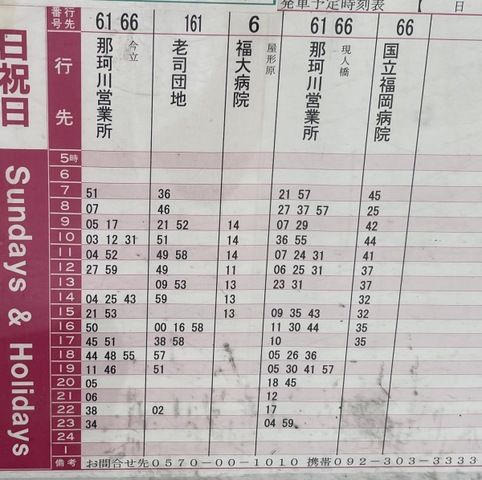 発車予定時刻表 【 日
行先番号 61 66 161 6 61 66 66
日祝日
行先
那珂川営業所 今立
老司団地
福大病院
屋形原 那珂川営業所 現人橋
国立福岡病院
Sundays & Holidays
5時
6
7 51 36 21 57 45
8 07 46 27 37 57 25
9 05 17 21 52 14 07 29 42
10 03 12 31 51 14 36 55 44
11 04 52 49 58 14 07 24 31 41
12 27 59 49 11 06 25 31 37
13 09 53 13 23 31 37
14 04 25 43 59 13 32
15 21 53 13 09 35 43 32
16 50 00 16 58 11 30 44 35
17 45 51 38 58 10 35
18 44 48 55 57 05 26 36
19 11 46 51 05 30 41 57
20 05 18 45
21 06 12
22 38 02 17
23 34 04 59
24
1
備考 お問合せ先0570-00-1010 携帯092-303-3333